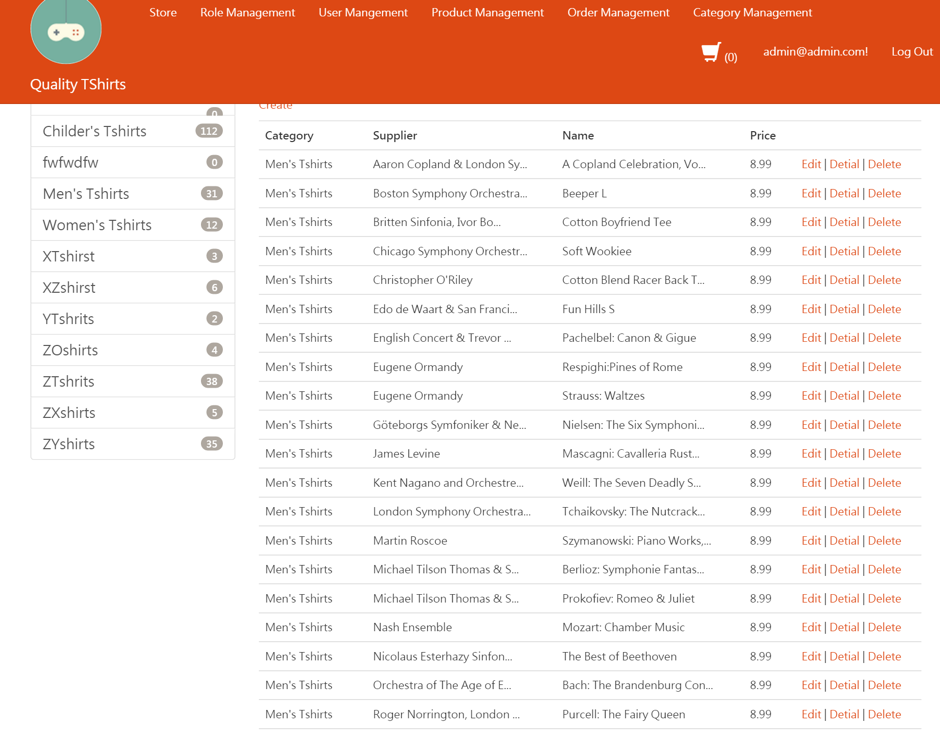 Store Role Management User Mangement Product Management Order Management Category Management
(0) admin@admin.com! Log Out
Quality TShirts
0
Childer's Tshirts 112
fwfwdfw 0
Men's Tshirts 31
Women's Tshirts 12
XTshirst 3
XZshirst 6
YTshrits 2
ZOshirts 4
ZTshrits 38
ZXshirts 5
ZYshirts 35
Create
Category Supplier Name Price
Men's Tshirts Aaron Copland & London Sy... A Copland Celebration, Vo... 8.99 Edit | Detial | Delete
Men's Tshirts Boston Symphony Orchestra... Beeper L 8.99 Edit | Detial | Delete
Men's Tshirts Britten Sinfonia, Ivor Bo... Cotton Boyfriend Tee 8.99 Edit | Detial | Delete
Men's Tshirts Chicago Symphony Orchestr... Soft Wookiee 8.99 Edit | Detial | Delete
Men's Tshirts Christopher O'Riley Cotton Blend Racer Back T... 8.99 Edit | Detial | Delete
Men's Tshirts Edo de Waart & San Franci... Fun Hills S 8.99 Edit | Detial | Delete
Men's Tshirts English Concert & Trevor ... Pachelbel: Canon & Gigue 8.99 Edit | Detial | Delete
Men's Tshirts Eugene Ormandy Respighi:Pines of Rome 8.99 Edit | Detial | Delete
Men's Tshirts Eugene Ormandy Strauss: Waltzes 8.99 Edit | Detial | Delete
Men's Tshirts Göteborgs Symfoniker & Ne... Nielsen: The Six Symphoni... 8.99 Edit | Detial | Delete
Men's Tshirts James Levine Mascagni: Cavalleria Rust... 8.99 Edit | Detial | Delete
Men's Tshirts Kent Nagano and Orchestre... Weill: The Seven Deadly S... 8.99 Edit | Detial | Delete
Men's Tshirts London Symphony Orchestra... Tchaikovsky: The Nutcrack... 8.99 Edit | Detial | Delete
Men's Tshirts Martin Roscoe Szymanowski: Piano Works,... 8.99 Edit | Detial | Delete
Men's Tshirts Michael Tilson Thomas & S... Berlioz: Symphonie Fantas... 8.99 Edit | Detial | Delete
Men's Tshirts Michael Tilson Thomas & S... Prokofiev: Romeo & Juliet 8.99 Edit | Detial | Delete
Men's Tshirts Nash Ensemble Mozart: Chamber Music 8.99 Edit | Detial | Delete
Men's Tshirts Nicolaus Esterhazy Sinfon... The Best of Beethoven 8.99 Edit | Detial | Delete
Men's Tshirts Orchestra of The Age of E... Bach: The Brandenburg Con... 8.99 Edit | Detial | Delete
Men's Tshirts Roger Norrington, London ... Purcell: The Fairy Queen 8.99 Edit | Detial | Delete